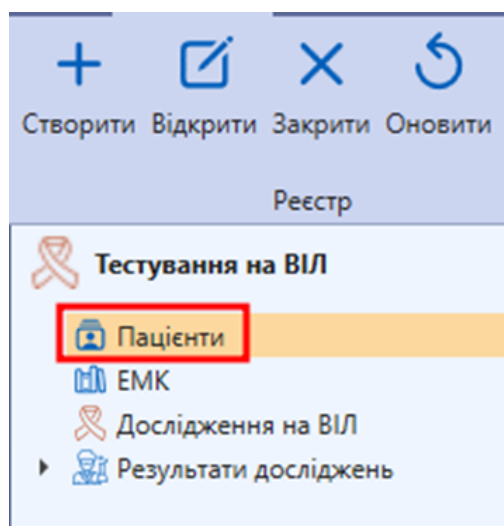 Створити Відкрити Закрити Оновити
Реєстр
Тестування на ВІЛ
Пацієнти
ЕМК
Дослідження на ВІЛ
Результати досліджень